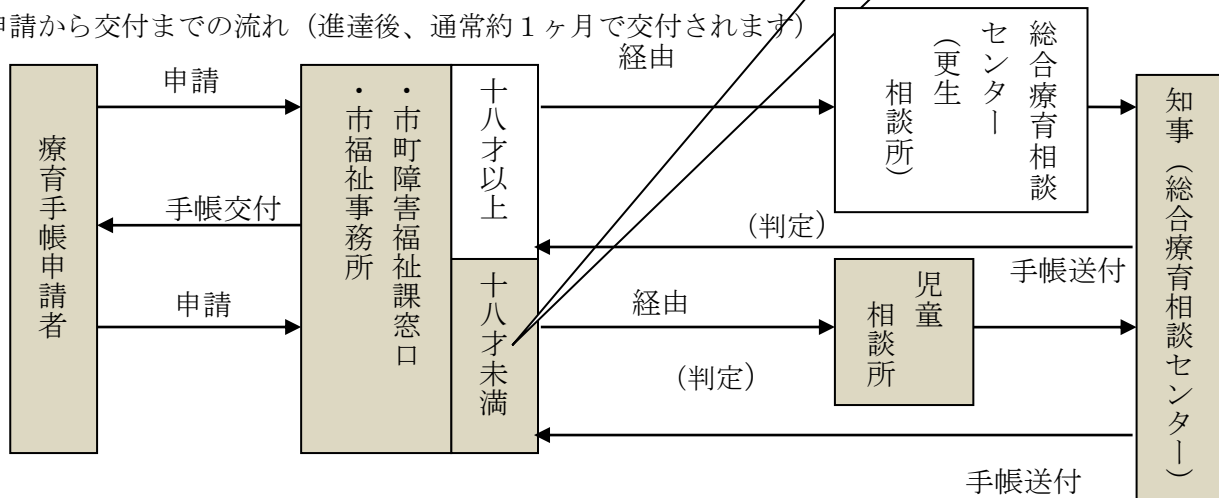 申請から交付までの流れ（進達後、通常約１ヶ月で交付されます）
療育手帳申請者
申請
手帳交付
申請
・市町障害福祉課窓口
・市福祉事務所
十八才以上
十八才未満
経由
総合療育相談
センター
（更生
相談所）
（判定）
手帳送付
経由
児童
相談所
（判定）
手帳送付
知事（総合療育相談センター）